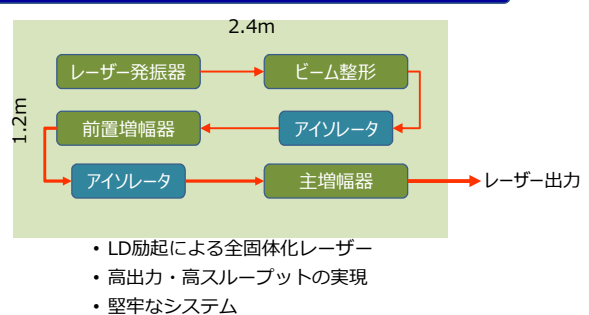 2.4m
1.2m
レーザー発振器
ビーム整形
前置増幅器
アイソレータ
アイソレータ
主増幅器
レーザー出力
• LD励起による全固体化レーザー
• 高出力・高スループットの実現
• 堅牢なシステム